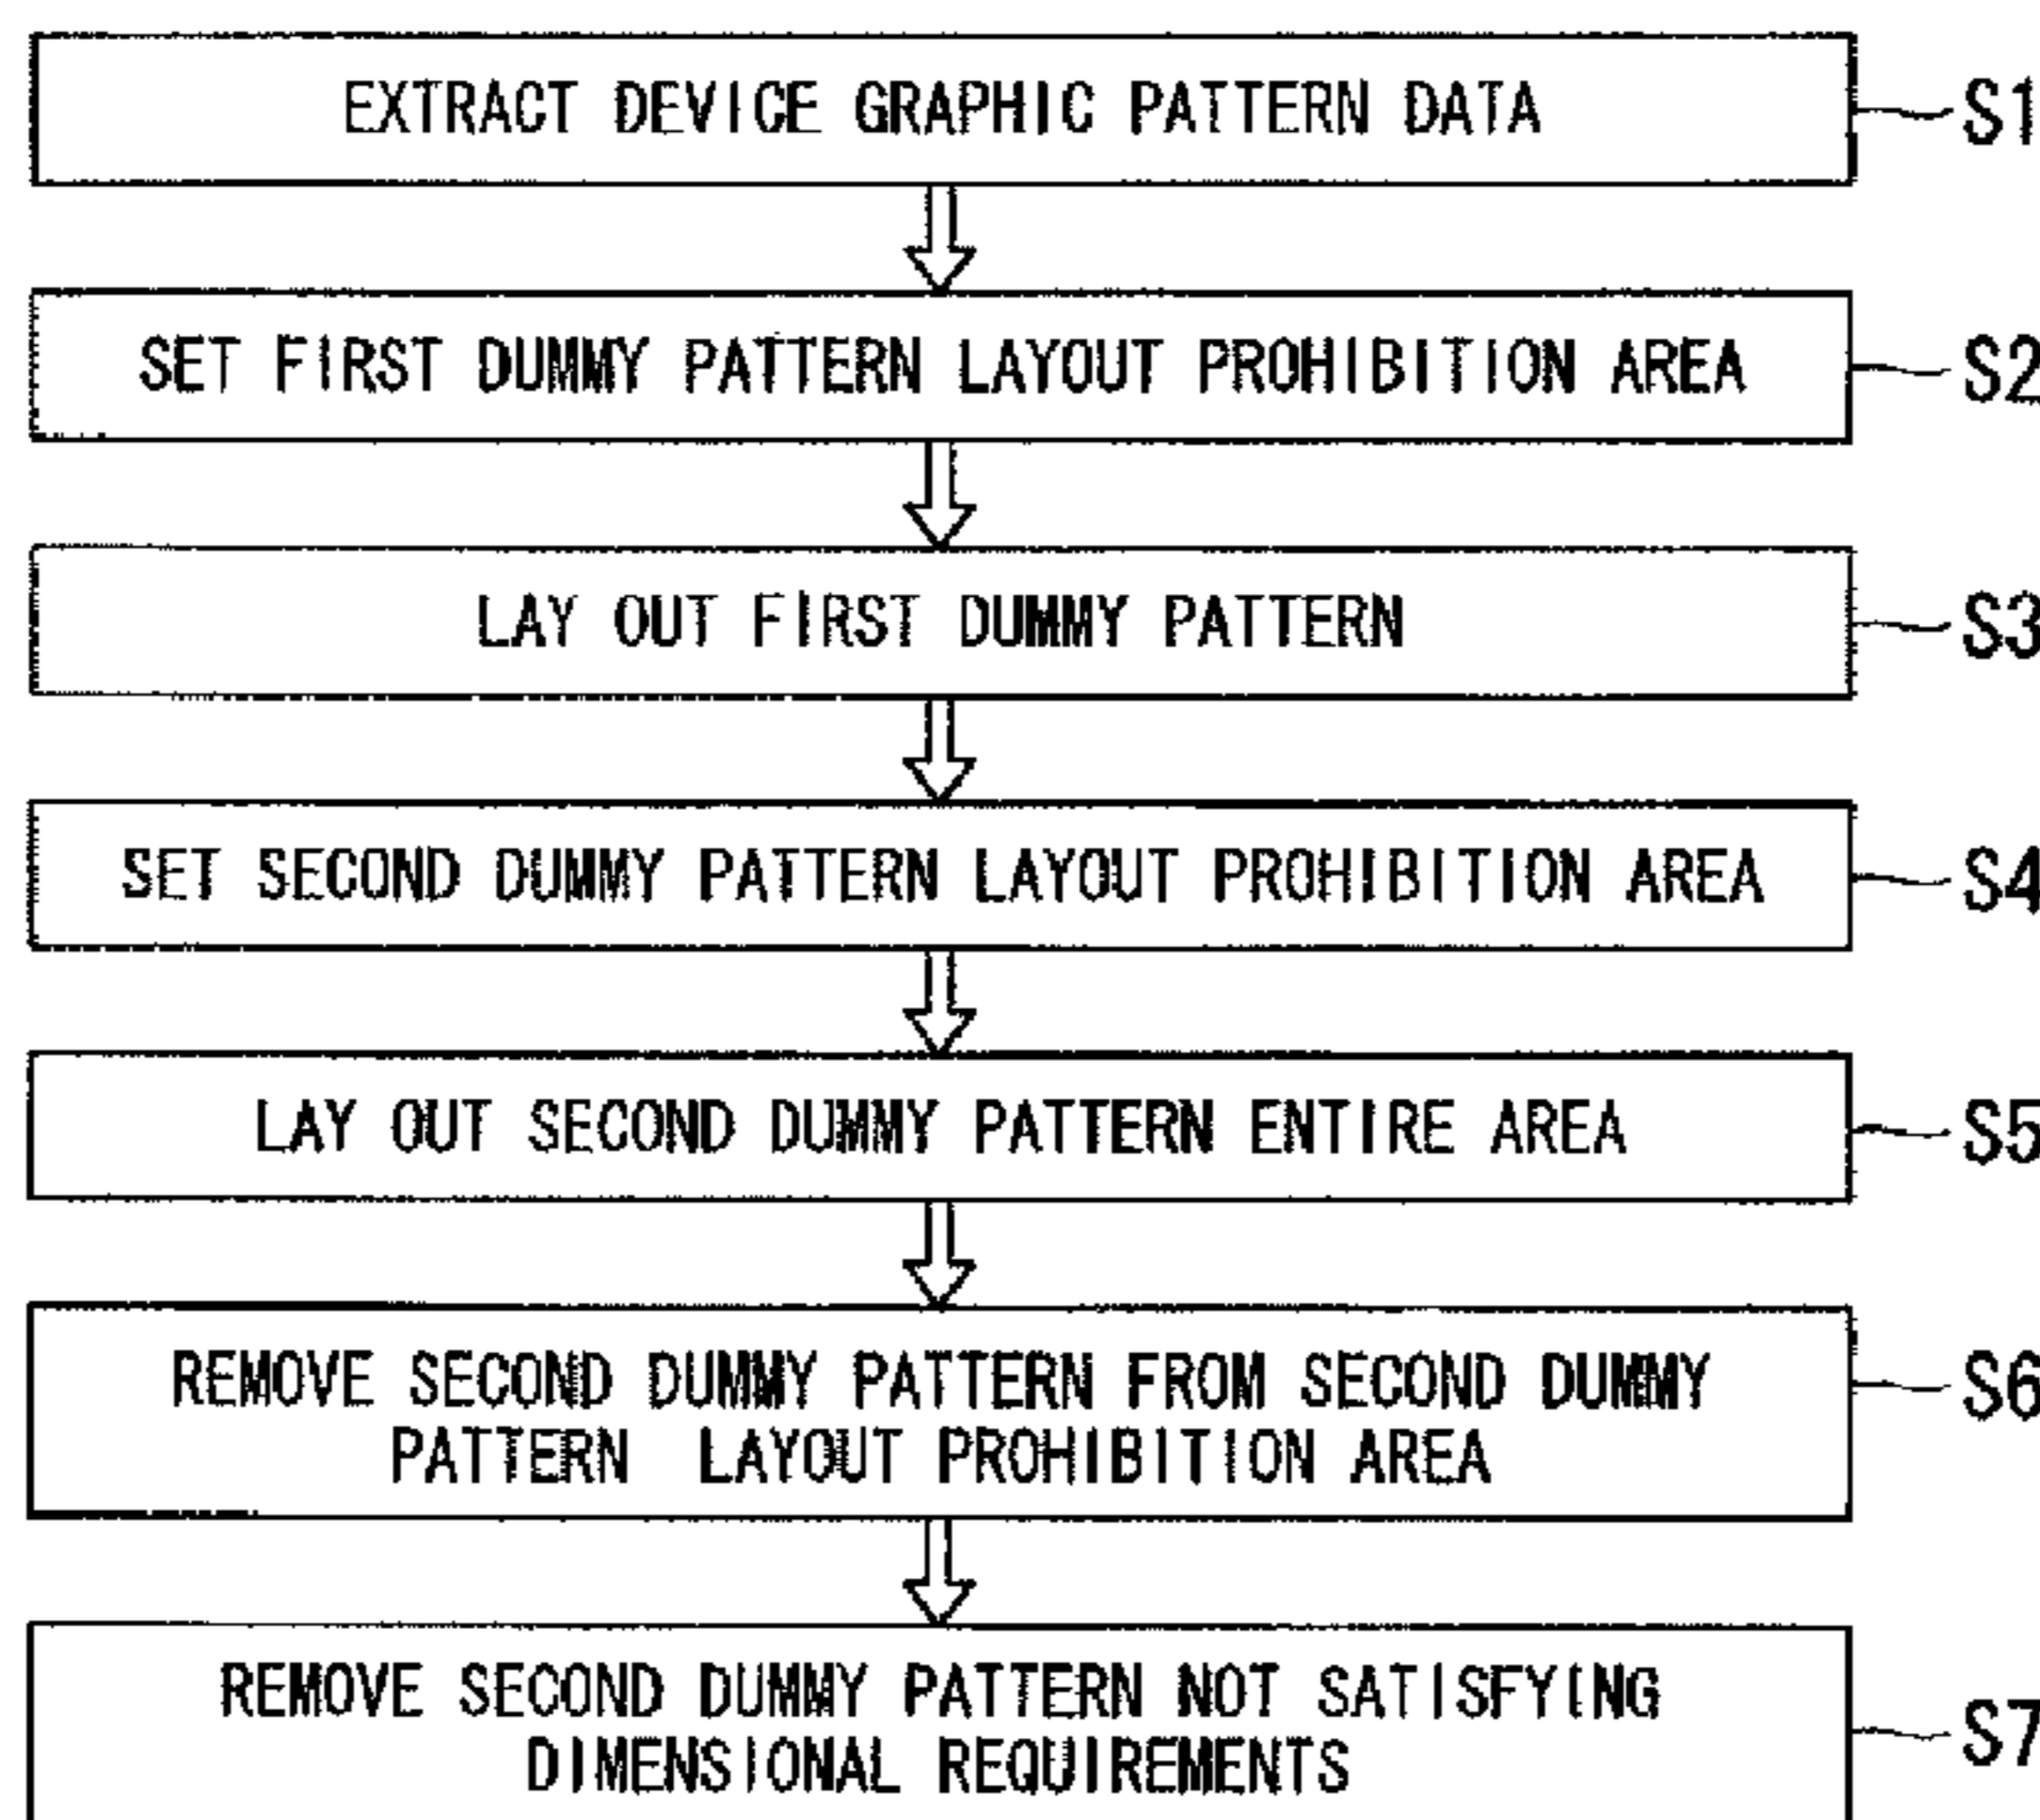 EXTRACT DEVICE GRAPHIC PATTERN DATA
S1
SET FIRST DUMMY PATTERN LAYOUT PROHIBITION AREA
S2
LAY OUT FIRST DUMMY PATTERN
S3
SET SECOND DUMMY PATTERN LAYOUT PROHIBITION AREA
S4
LAY OUT SECOND DUMMY PATTERN ENTIRE AREA
S5
REMOVE SECOND DUMMY PATTERN FROM SECOND DUMMY
PATTERN LAYOUT PROHIBITION AREA
S6
REMOVE SECOND DUMMY PATTERN NOT SATISFYING
DIMENSIONAL REQUIREMENTS
S7